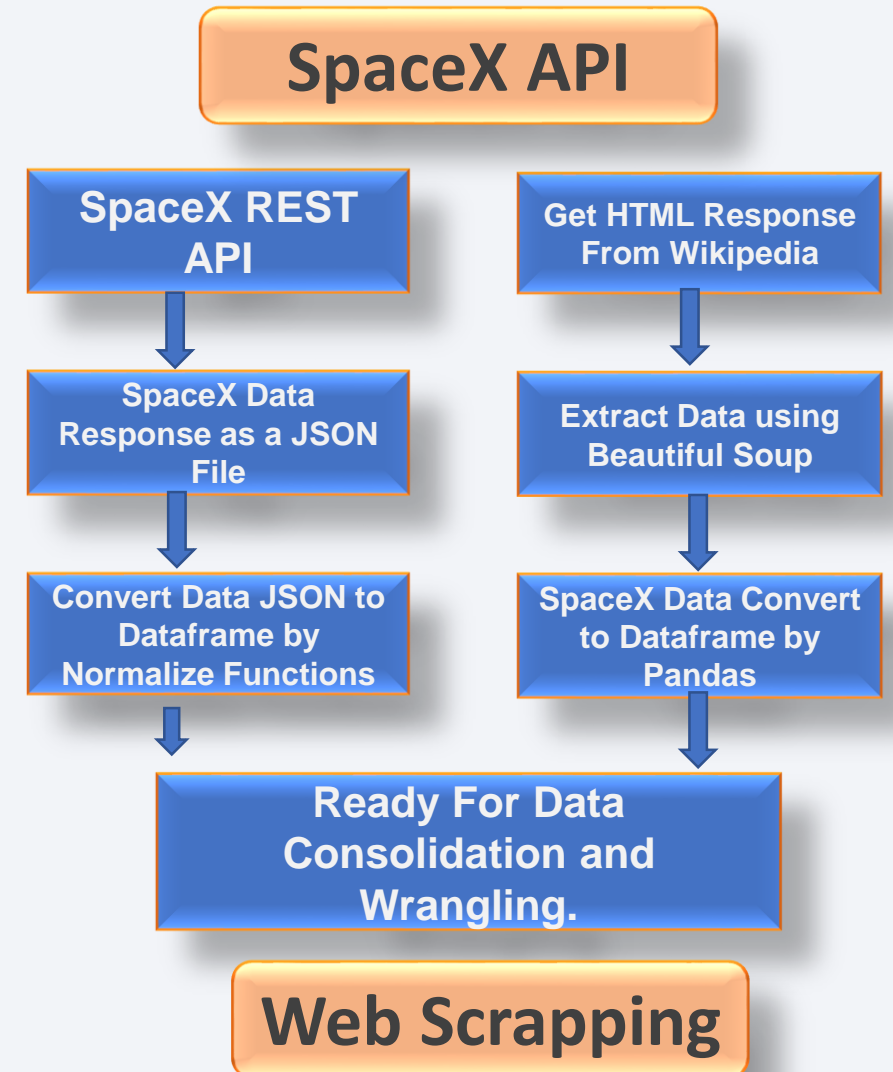 SpaceX API
SpaceX REST
API
SpaceX Data
Response as a JSON
File
Convert Data JSON to
Dataframe by
Normalize Functions
Get HTML Response
From Wikipedia
Extract Data using
Beautiful Soup
SpaceX Data Convert
to Dataframe by
Pandas
Ready For Data
Consolidation and
Wrangling.
Web Scrapping